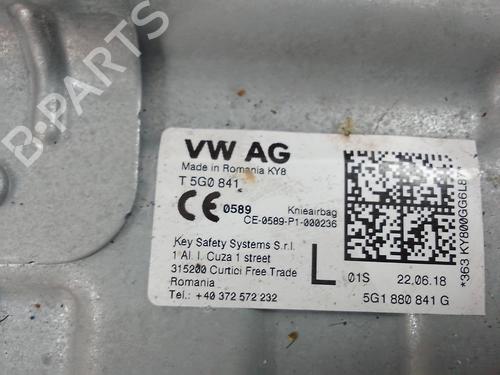 B-PARTS
VW AG
Made in Romania KY8
T 5G0 841
CE 0589 Knieairbag
CE-0589-P1-000236
Key Safety Systems S.r.l.
1 Al. I. Cuza 1 street
315200 Curtici Free Trade
Romania
Tel.: +40 372 572 232
L
01S 22.06.18
5G1 880 841 G